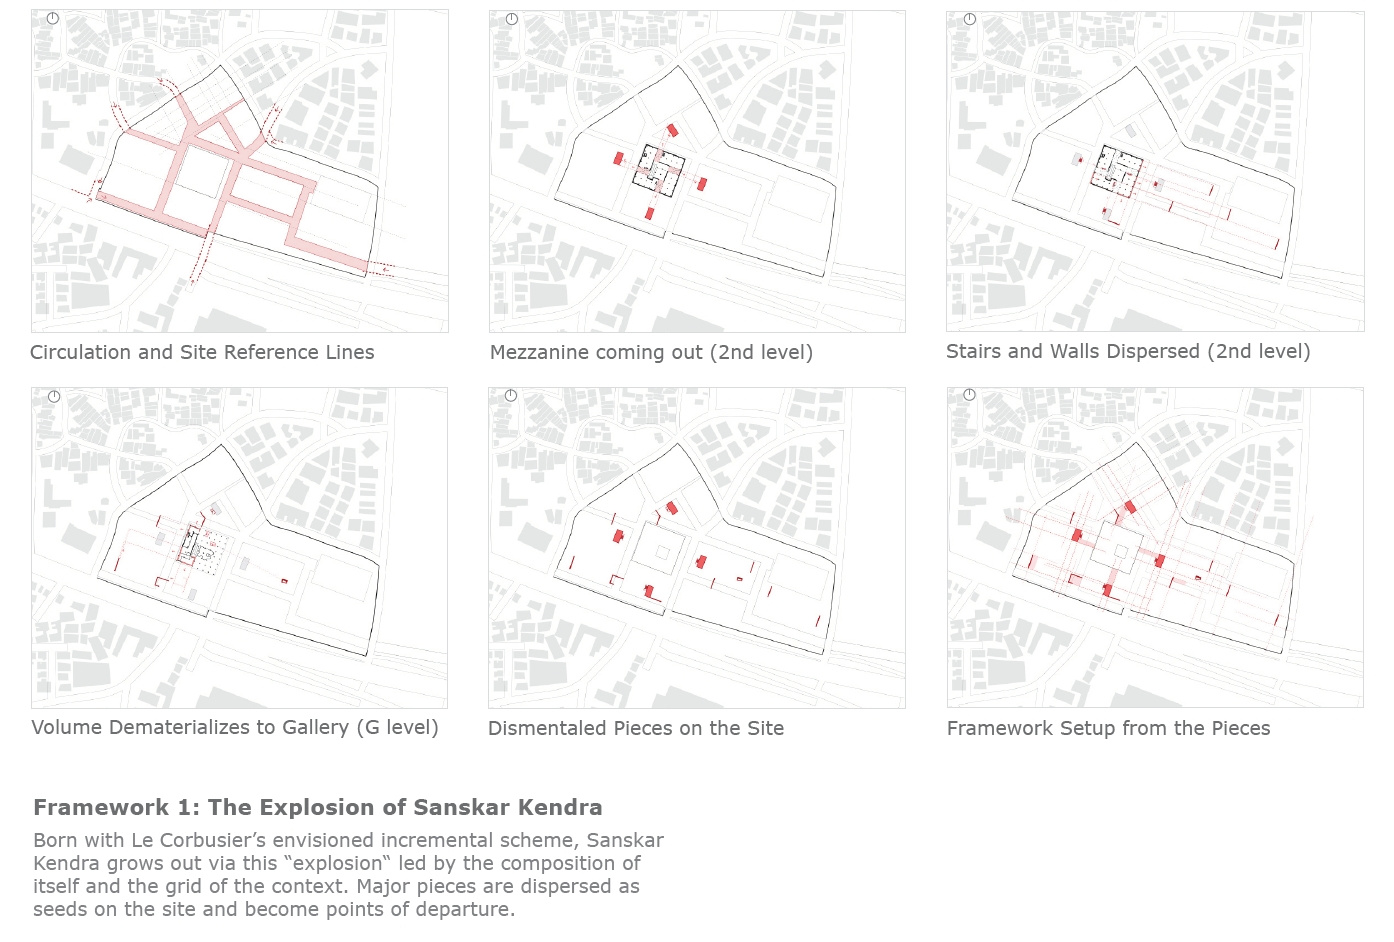 Circulation and Site Reference Lines
Mezzanine coming out (2nd level)
Stairs and Walls Dispersed (2nd level)
Volume Dematerializes to Gallery (G level)
Dismentaled Pieces on the Site
Framework Setup from the Pieces
Framework 1: The Explosion of Sanskar Kendra
Born with Le Corbusier’s envisioned incremental scheme, Sanskar
Kendra grows out via this “explosion“ led by the composition of
itself and the grid of the context. Major pieces are dispersed as
seeds on the site and become points of departure.